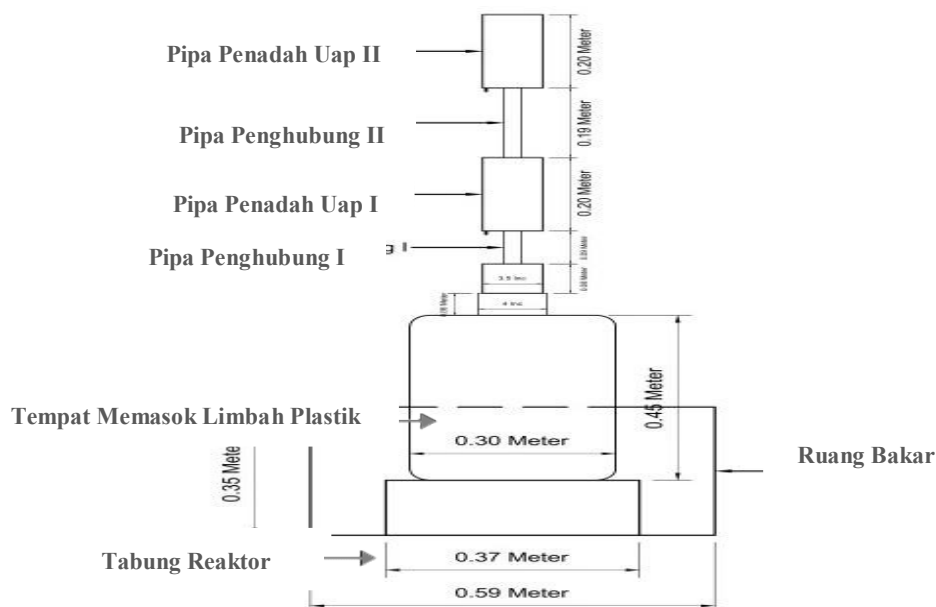 Pipa Penadah Uap II
0.20 Meter
Pipa Penghubung II
0.19 Meter
Pipa Penadah Uap I
0.20 Meter
Pipa Penghubung I
3.5 Inc
4 Inc
Tempat Memasok Limbah Plastik
0.45 Meter
0.30 Meter
Ruang Bakar
0.35 Mete
Tabung Reaktor
0.37 Meter
0.59 Meter